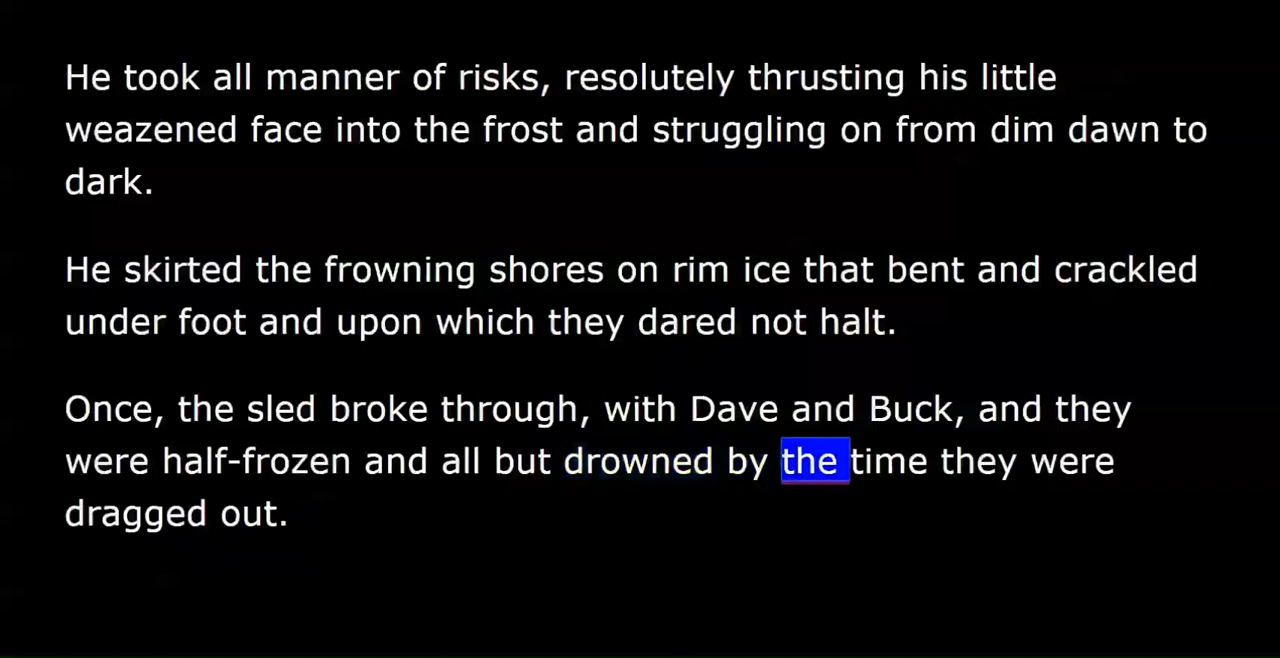 He took all manner of risks, resolutely thrusting his little
weazened face into the frost and struggling on from dim dawn to
dark.
He skirted the frowning shores on rim ice that bent and crackled
under foot and upon which they dared not halt.
Once, the sled broke through, with Dave and Buck, and they
were half-frozen and all but drowned by the time they were
dragged out.